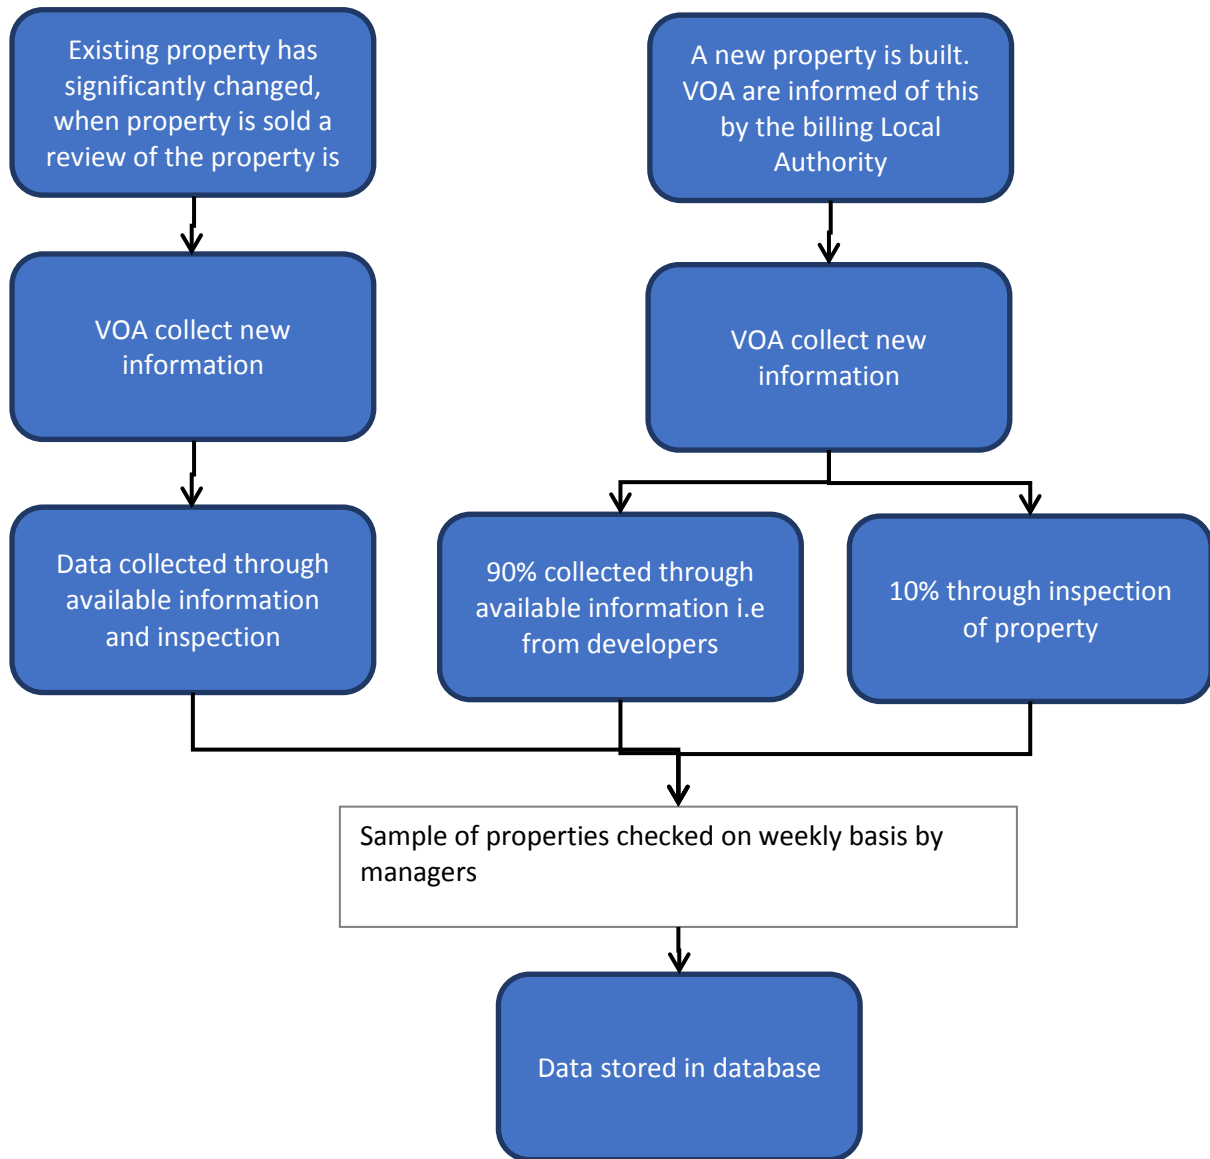 Existing property has
significantly changed,
when property is sold a
review of the property is
A new property is built.
VOA are informed of this
by the billing Local
Authority
VOA collect new
information
VOA collect new
information
Data collected through
available information
and inspection
90% collected through
available information i.e
from developers
10% through inspection
of property
Sample of properties checked on weekly basis by
managers
Data stored in database